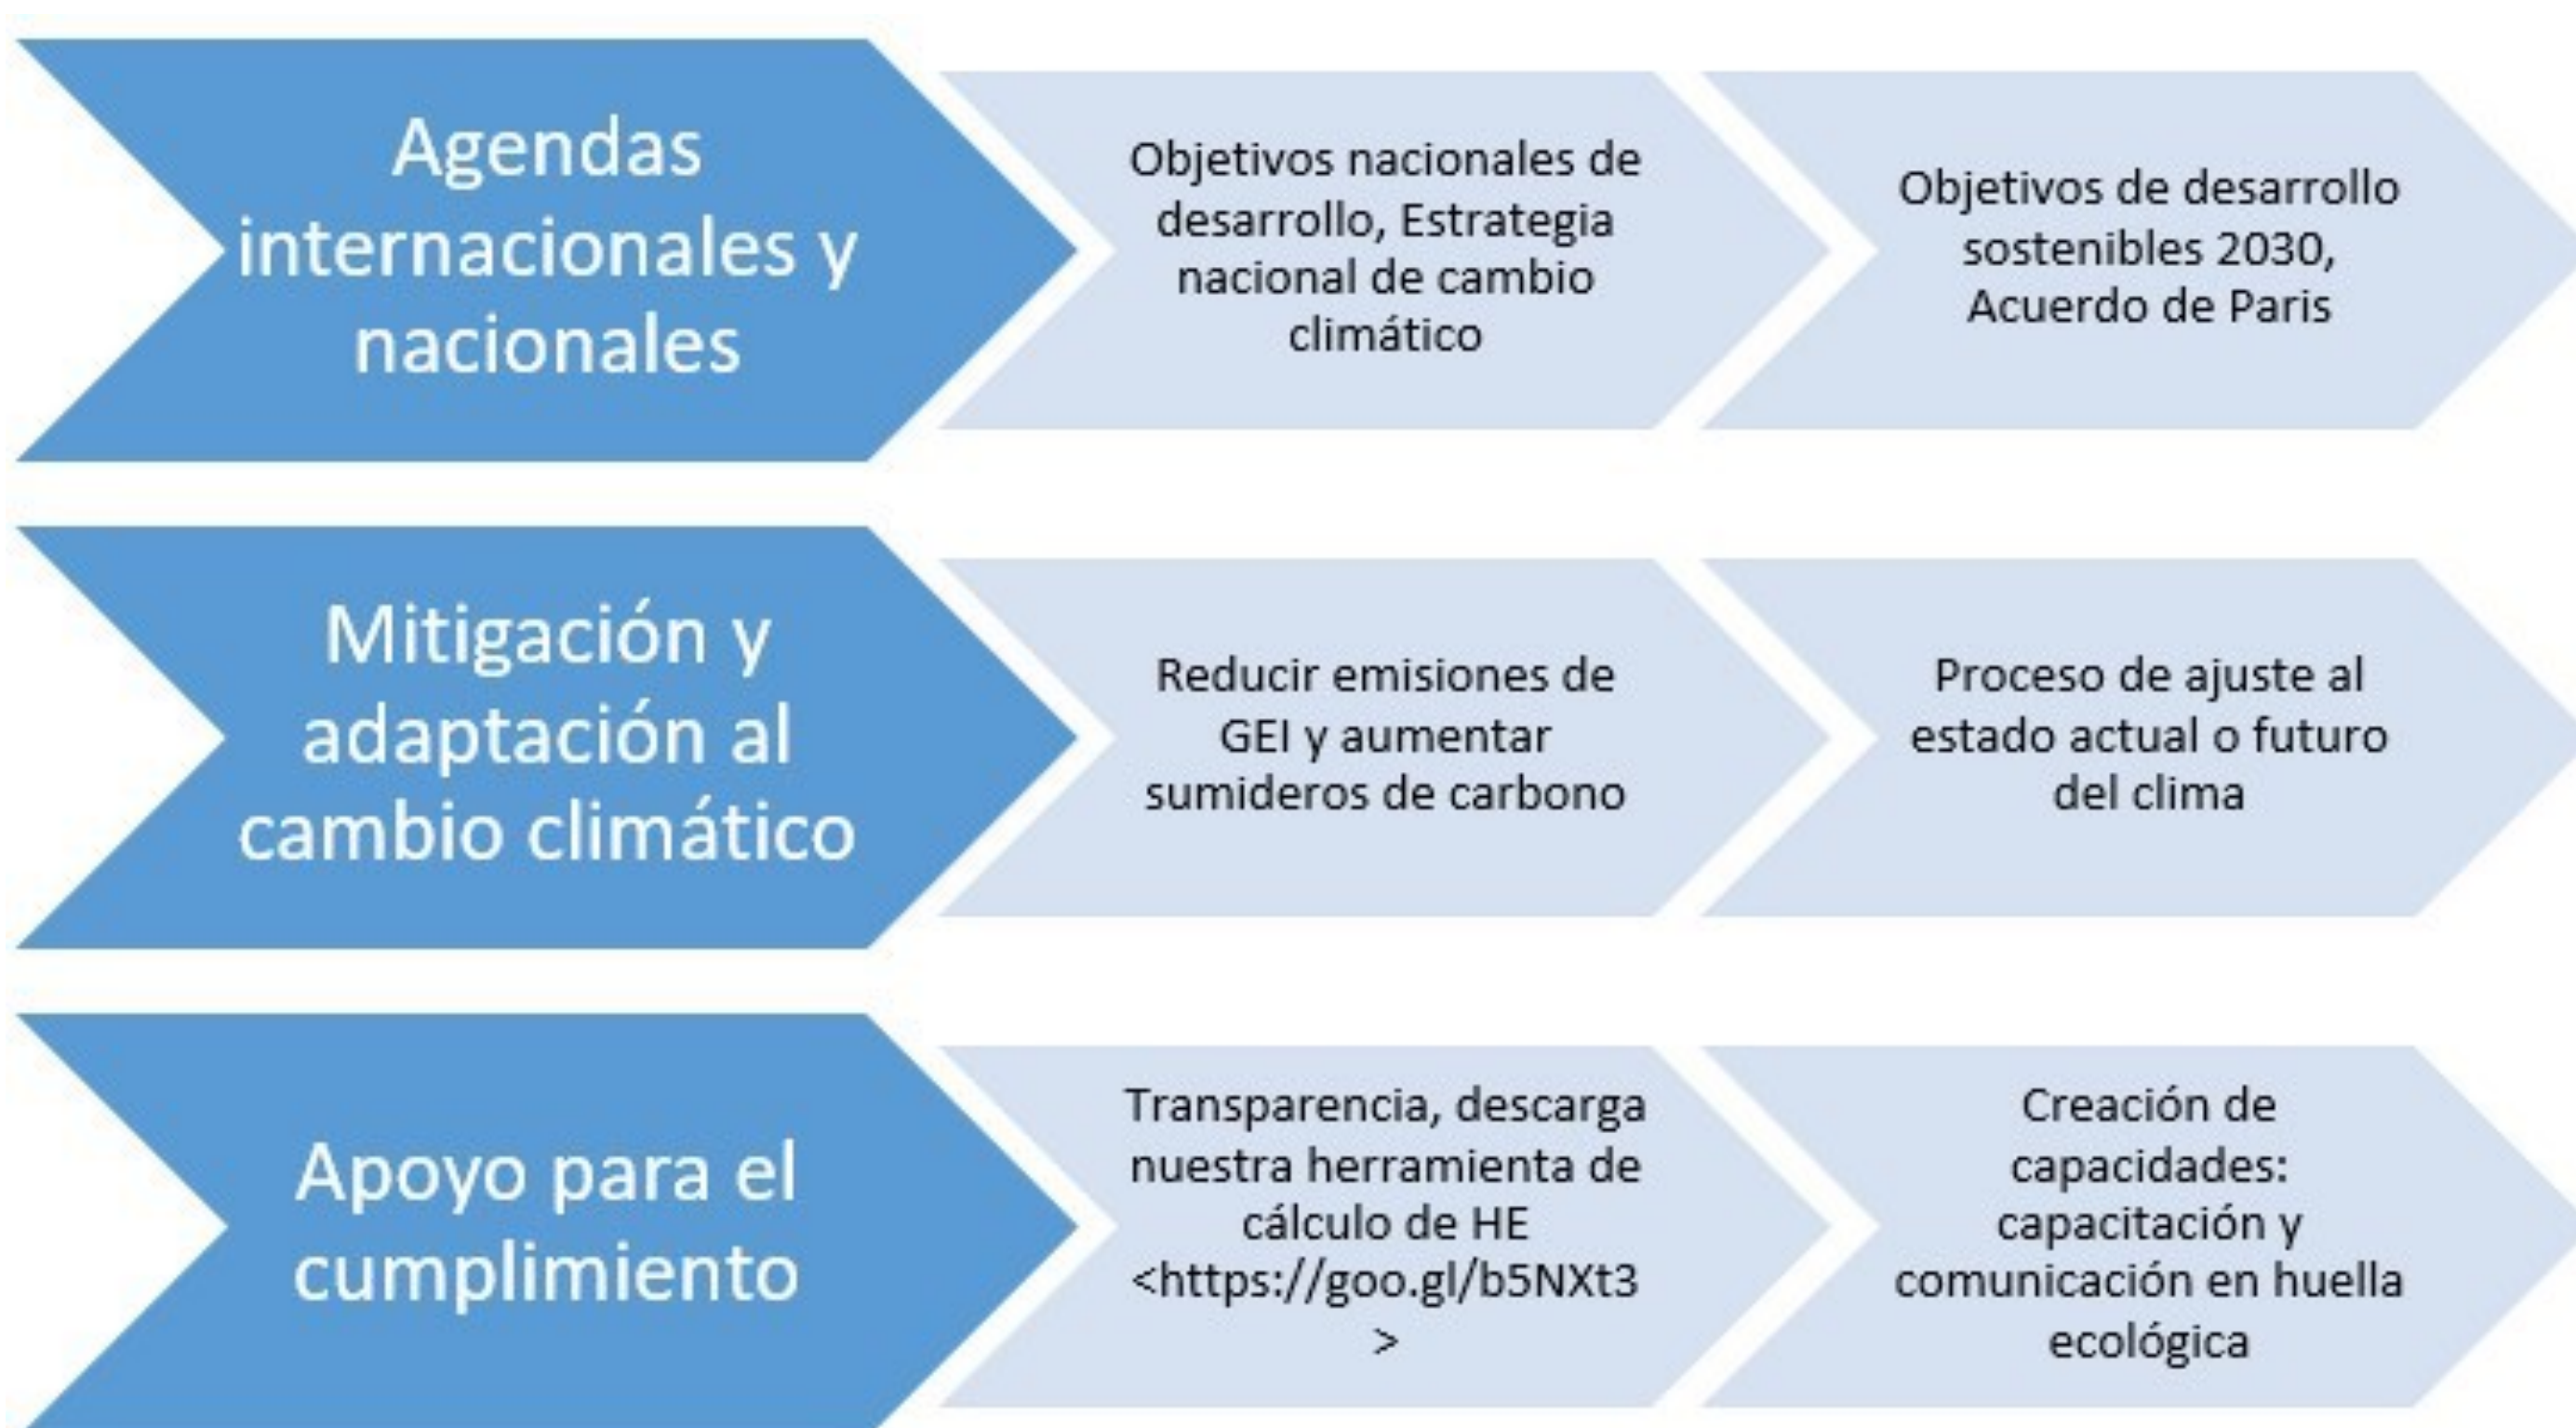 Agendas
internacionales y
nacionales
Objetivos nacionales de
desarrollo, Estrategia
nacional de cambio
climático
Objetivos de desarrollo
sostenibles 2030,
Acuerdo de Paris
Mitigación y
adaptación al
cambio climático
Reducir emisiones de
GEI y aumentar
sumideros de carbono
Proceso de ajuste al
estado actual o futuro
del clima
Apoyo para el
cumplimiento
Transparencia, descarga
nuestra herramienta de
cálculo de HE
<https://goo.gl/b5NXt3
>
Creación de
capacidades:
capacitación y
comunicación en huella
ecológica